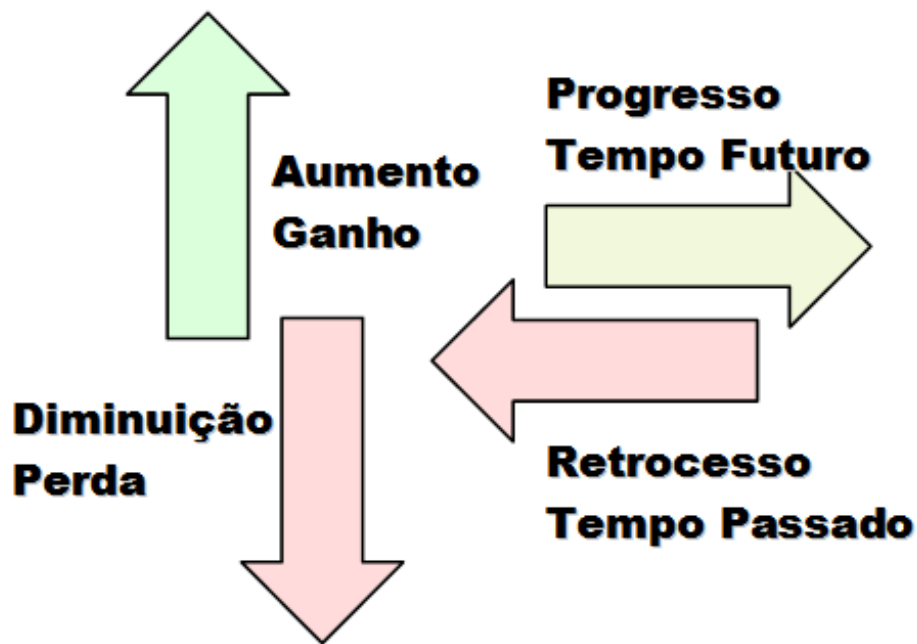 Progresso
Tempo Futuro
Aumento
Ganho
Diminuição
Perda
Retrocesso
Tempo Passado